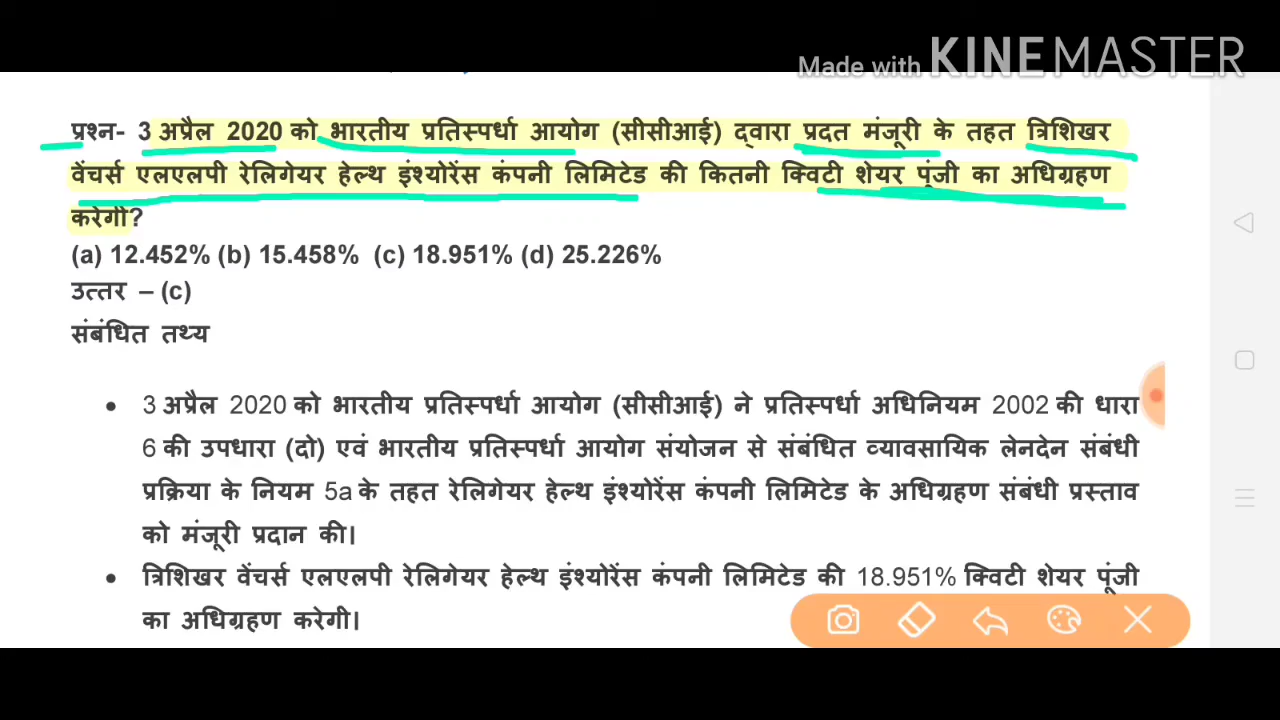 Made with KINEMASTER
प्रश्न- 3 अप्रैल 2020 को भारतीय प्रतिस्पर्धा आयोग (सीसीआई) द्वारा प्रदत मंजूरी के तहत त्रिशिखर
वेंचर्स एलएलपी रेलिगेयर हेल्थ इंश्योरेंस कंपनी लिमिटेड की कितनी क्विटी शेयर पूंजी का अधिग्रहण
करेगी?
(a) 12.452% (b) 15.458% (c) 18.951% (d) 25.226%
उत्तर – (c)
संबंधित तथ्य
• 3 अप्रैल 2020 को भारतीय प्रतिस्पर्धा आयोग (सीसीआई) ने प्रतिस्पर्धा अधिनियम 2002 की धारा
6 की उपधारा (दो) एवं भारतीय प्रतिस्पर्धा आयोग संयोजन से संबंधित व्यावसायिक लेनदेन संबंधी
प्रक्रिया के नियम 5a के तहत रेलिगेयर हेल्थ इंश्योरेंस कंपनी लिमिटेड के अधिग्रहण संबंधी प्रस्ताव
को मंजूरी प्रदान की।
• त्रिशिखर वेंचर्स एलएलपी रेलिगेयर हेल्थ इंश्योरेंस कंपनी लिमिटेड की 18.951% क्विटी शेयर पूंजी
का अधिग्रहण करेगी।